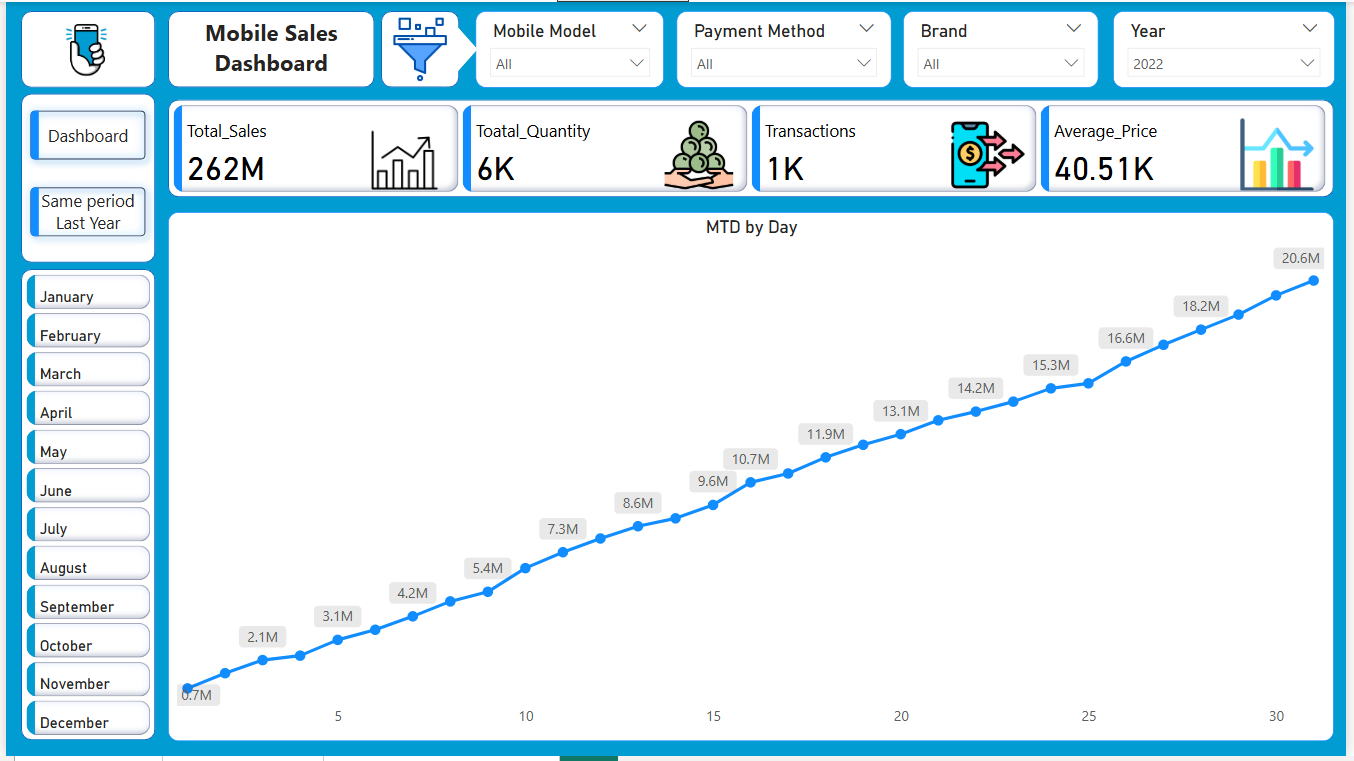 Mobile Sales
Dashboard
Mobile Model
All
Payment Method
All
Brand
All
Year
2022
Dashboard
Same period
Last Year
January
February
March
April
May
June
July
August
September
October
November
December
Total_Sales
262M
Toatal_Quantity
6K
Transactions
1K
Average_Price
40.51K
MTD by Day
0.7M
2.1M
3.1M
4.2M
5.4M
7.3M
8.6M
9.6M
10.7M
11.9M
13.1M
14.2M
15.3M
16.6M
18.2M
20.6M
5
10
15
20
25
30